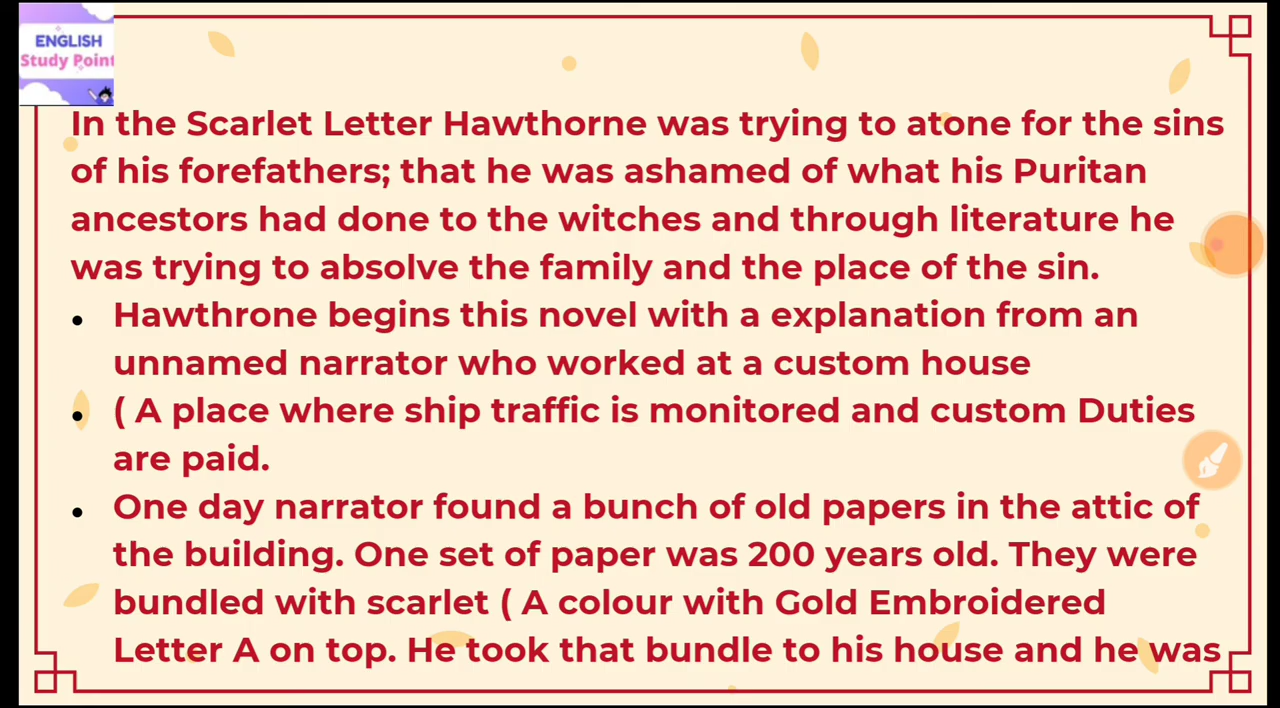 ENGLISH
Study Point
In the Scarlet Letter Hawthorne was trying to atone for the sins
of his forefathers; that he was ashamed of what his Puritan
ancestors had done to the witches and through literature he
was trying to absolve the family and the place of the sin.
• Hawthrone begins this novel with a explanation from an
unnamed narrator who worked at a custom house
• ( A place where ship traffic is monitored and custom Duties
are paid.
• One day narrator found a bunch of old papers in the attic of
the building. One set of paper was 200 years old. They were
bundled with scarlet ( A colour with Gold Embroidered
Letter A on top. He took that bundle to his house and he was